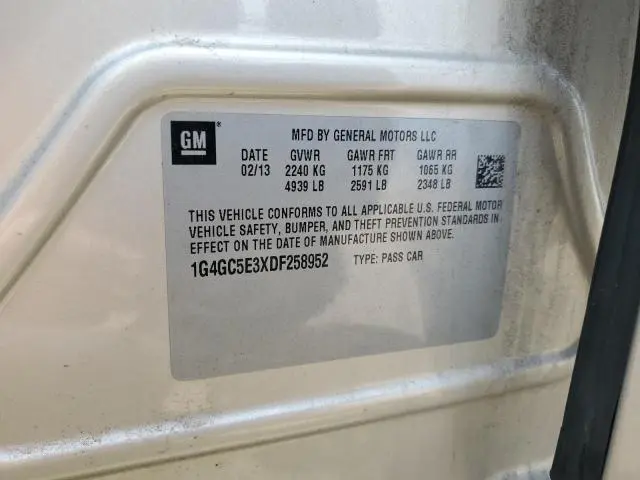 GM® MFD BY GENERAL MOTORS LLC
02/13 GVWR GAWR FRT GAWR RR
2240 KG 1175 KG 1065 KG
4939 LB 2591 LB 2348 LB
THIS VEHICLE CONFORMS TO ALL APPLICABLE U.S. FEDERAL MOTOR
VEHICLE SAFETY, BUMPER, AND THEFT PREVENTION STANDARDS IN
EFFECT ON THE DATE OF MANUFACTURE SHOWN ABOVE.
1G4GC5E3XDF258952 TYPE: PASS CAR